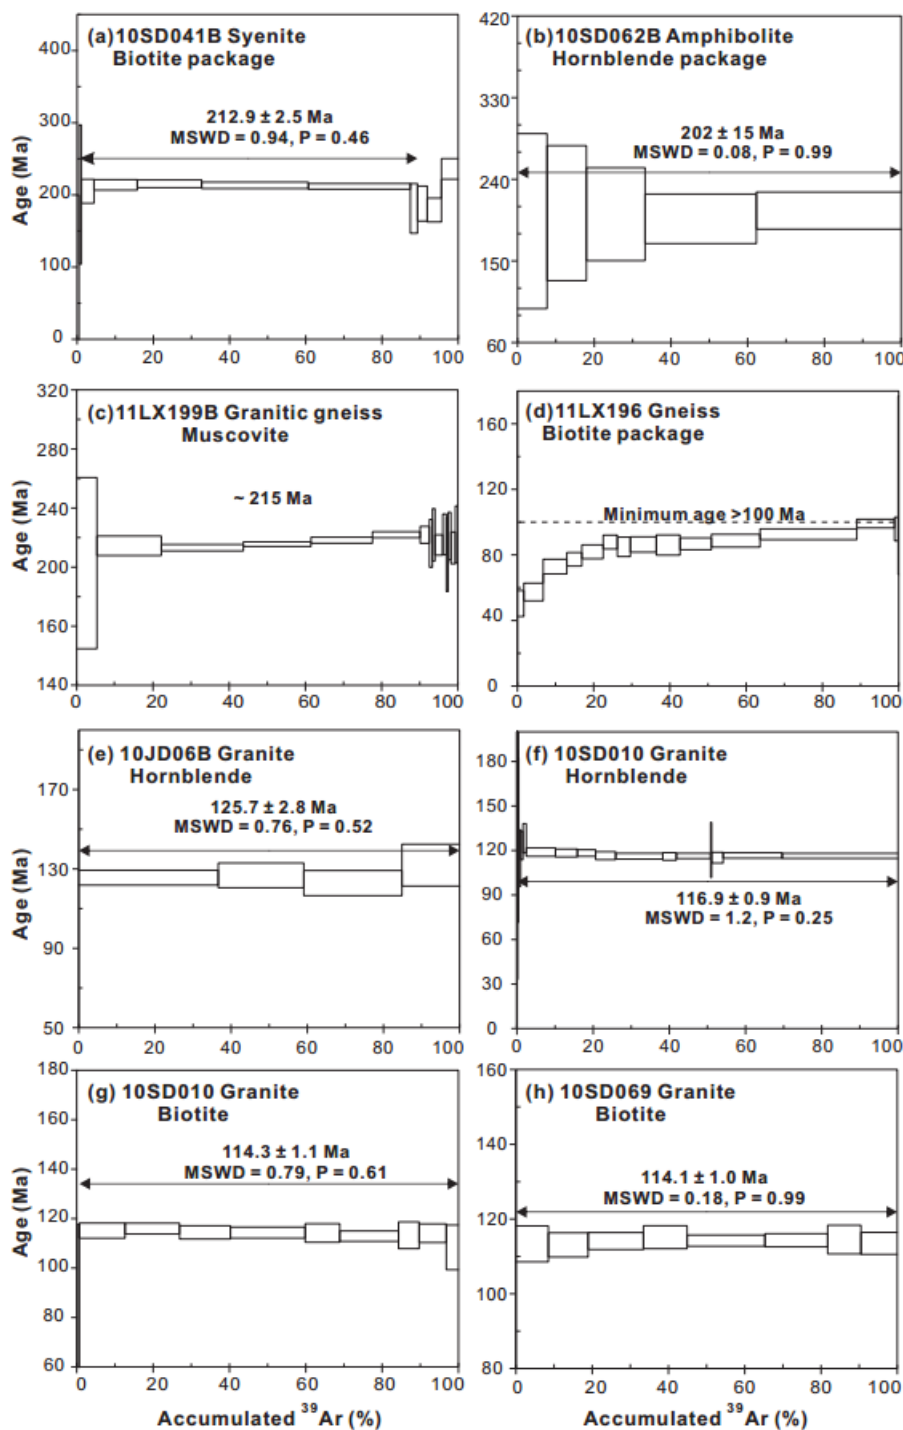 (a)10SD041B Syenite
Biotite package
212.9 ± 2.5 Ma
MSWD = 0.94, P = 0.46
Age (Ma)
400
300
200
100
0
0 20 40 60 80 100
(b)10SD062B Amphibolite
Hornblende package
202 ± 15 Ma
MSWD = 0.08, P = 0.99
420
330
240
150
60
0 20 40 60 80 100
(c)11LX199B Granitic gneiss
Muscovite
~ 215 Ma
Age (Ma)
320
280
240
200
160
140
0 20 40 60 80 100
(d)11LX196 Gneiss
Biotite package
Minimum age >100 Ma
160
120
80
40
0
0 20 40 60 80 100
(e) 10JD06B Granite
Hornblende
125.7 ± 2.8 Ma
MSWD = 0.76, P = 0.52
Age (Ma)
170
130
90
50
0 20 40 60 80 100
(f) 10SD010 Granite
Hornblende
116.9 ± 0.9 Ma
MSWD = 1.2, P = 0.25
180
150
120
90
60
30
0
0 20 40 60 80 100
(g) 10SD010 Granite
Biotite
114.3 ± 1.1 Ma
MSWD = 0.79, P = 0.61
Age (Ma)
180
160
140
120
100
80
60
0 20 40 60 80 100
Accumulated ³⁹Ar (%)
(h) 10SD069 Granite
Biotite
114.1 ± 1.0 Ma
MSWD = 0.18, P = 0.99
160
140
120
100
80
0 20 40 60 80 100
Accumulated ³⁹Ar (%)